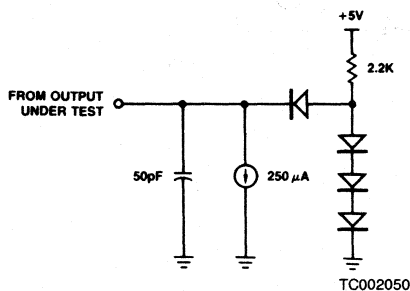 +5V
2.2K
FROM OUTPUT
UNDER TEST
50pF
250 μA
TC002050